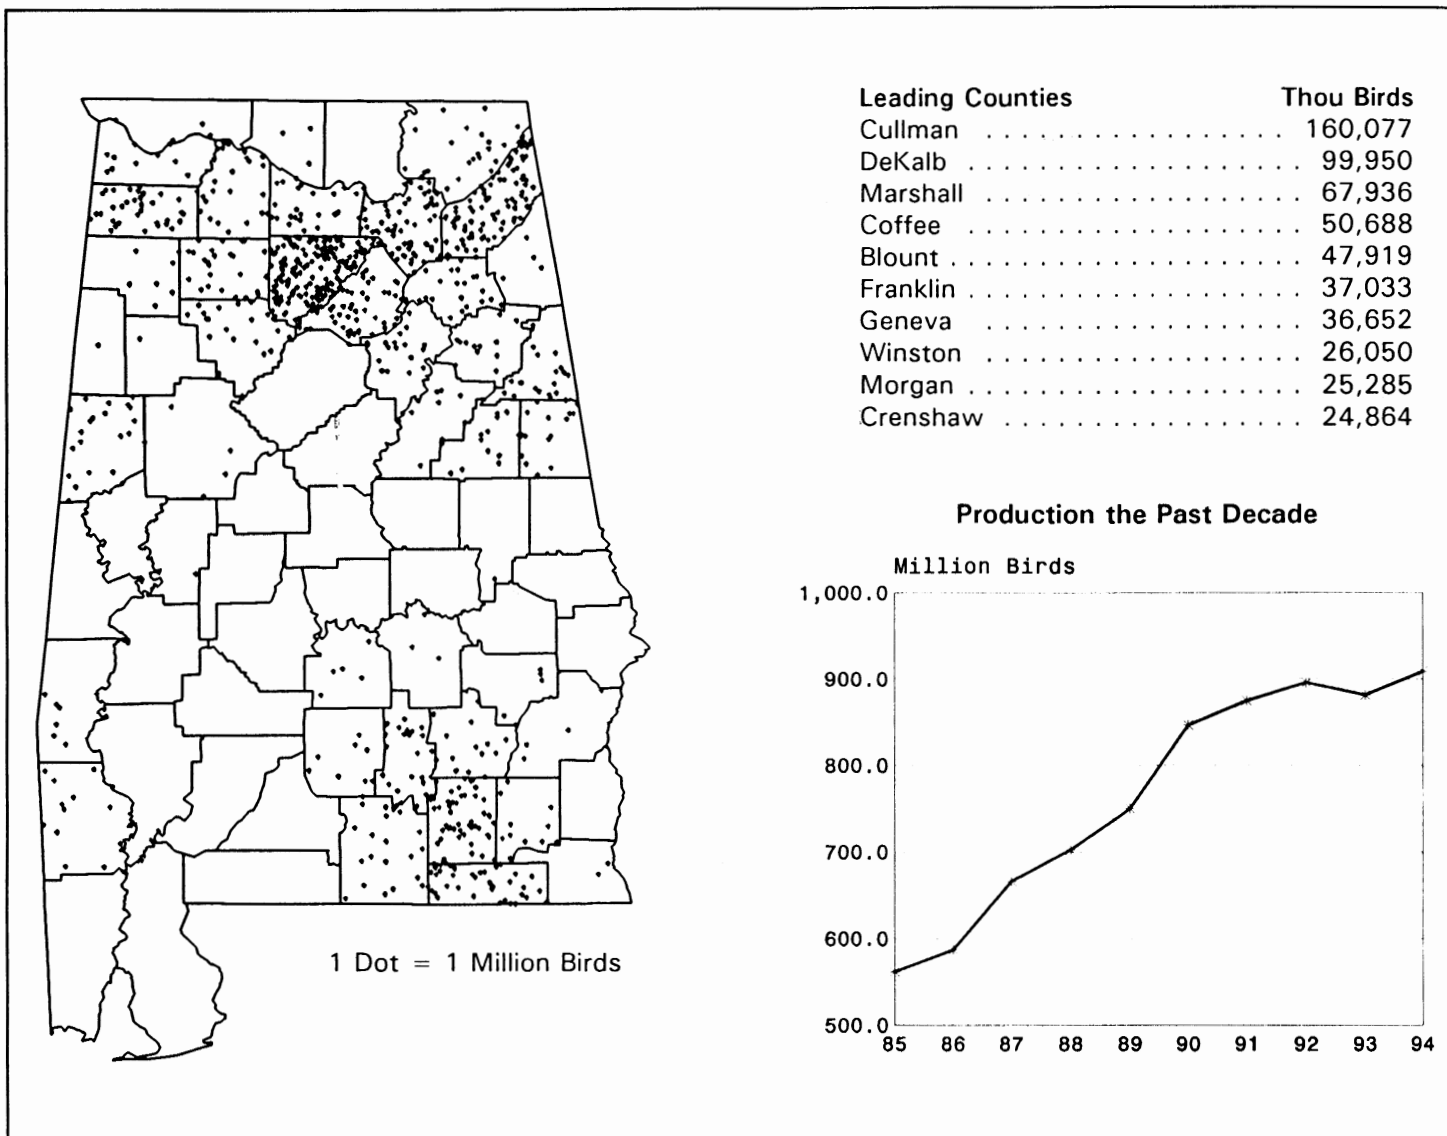 Leading Counties Thou Birds
Cullman . . . . . . . . . . . . . . . . . 160,077
DeKalb . . . . . . . . . . . . . . . . . . . 99,950
Marshall . . . . . . . . . . . . . . . . . . 67,936
Coffee . . . . . . . . . . . . . . . . . . . 50,688
Blount . . . . . . . . . . . . . . . . . . . . 47,919
Franklin . . . . . . . . . . . . . . . . . . . 37,033
Geneva . . . . . . . . . . . . . . . . . . 36,652
Winston . . . . . . . . . . . . . . . . . . 26,050
Morgan . . . . . . . . . . . . . . . . . . . 25,285
Crenshaw . . . . . . . . . . . . . . . . . 24,864
Production the Past Decade
Million Birds
1,000.0
900.0
800.0
700.0
600.0
500.0
85 86 87 88 89 90 91 92 93 94
1 Dot = 1 Million Birds